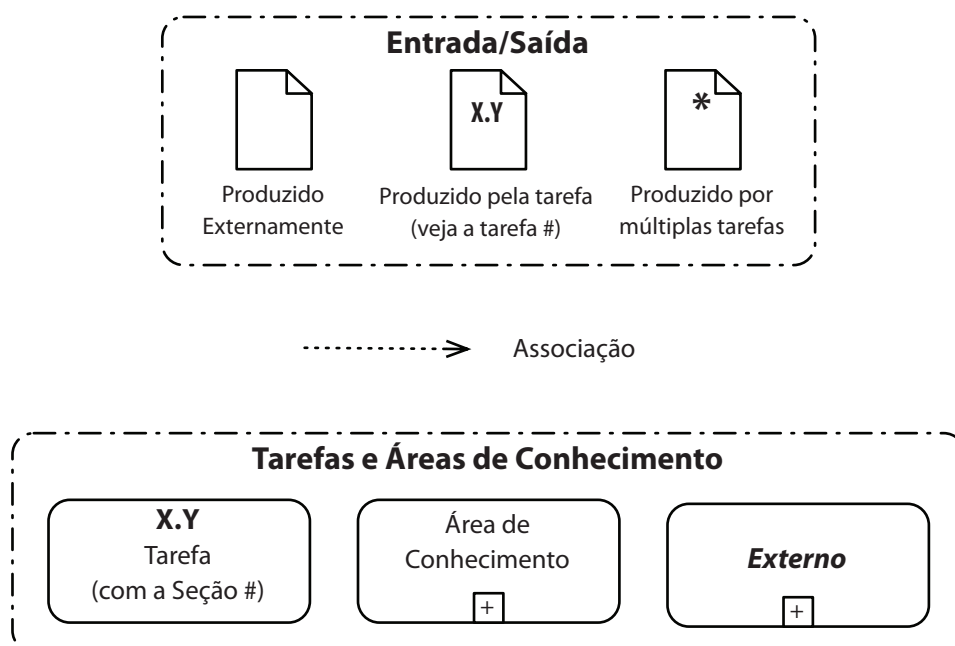 Entrada/Saída
X.Y
*
Produzido
Externamente
Produzido pela tarefa
(veja a tarefa #)
Produzido por
múltiplas tarefas
Associação
Tarefas e Áreas de Conhecimento
X.Y
Tarefa
(com a Seção #)
Área de
Conhecimento
+
Externo
+